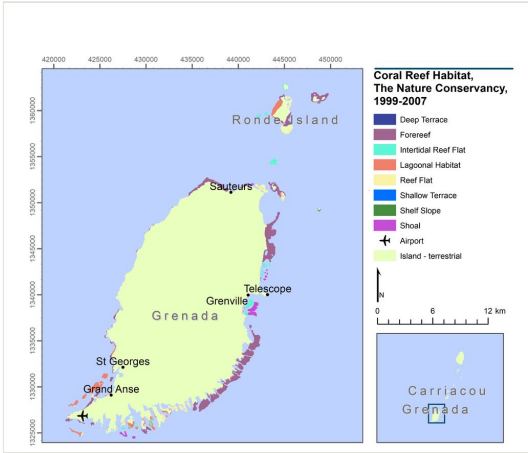 420000 425000 430000 435000 440000 445000 450000
1360000
1355000
1350000
1345000
1340000
1335000
1330000
1325000
Ronde Island
Sauteurs
Telescope
Grenville
Grenada
St Georges
Grand Anse
Coral Reef Habitat,
The Nature Conservancy,
1999-2007
Deep Terrace
Forereef
Intertidal Reef Flat
Lagoonal Habitat
Reef Flat
Shallow Terrace
Shelf Slope
Shoal
Airport
Island - terrestrial
N
0 6 12 km
Carriacou
Grenada